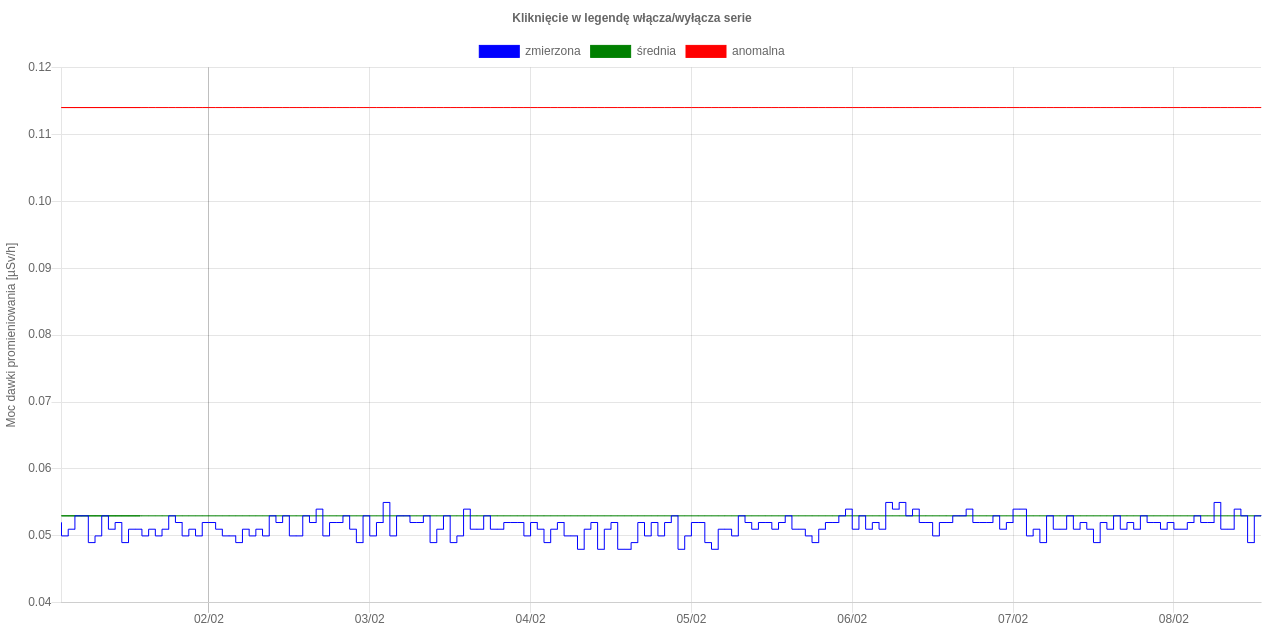 Kliknięcie w legendę włącza/wyłącza serie
zmierzona średnia anomalna
0.12
0.11
0.10
0.09
0.08
0.07
0.06
0.05
0.04
Moc dawki promieniowania [µSv/h]
02/02 03/02 04/02 05/02 06/02 07/02 08/02